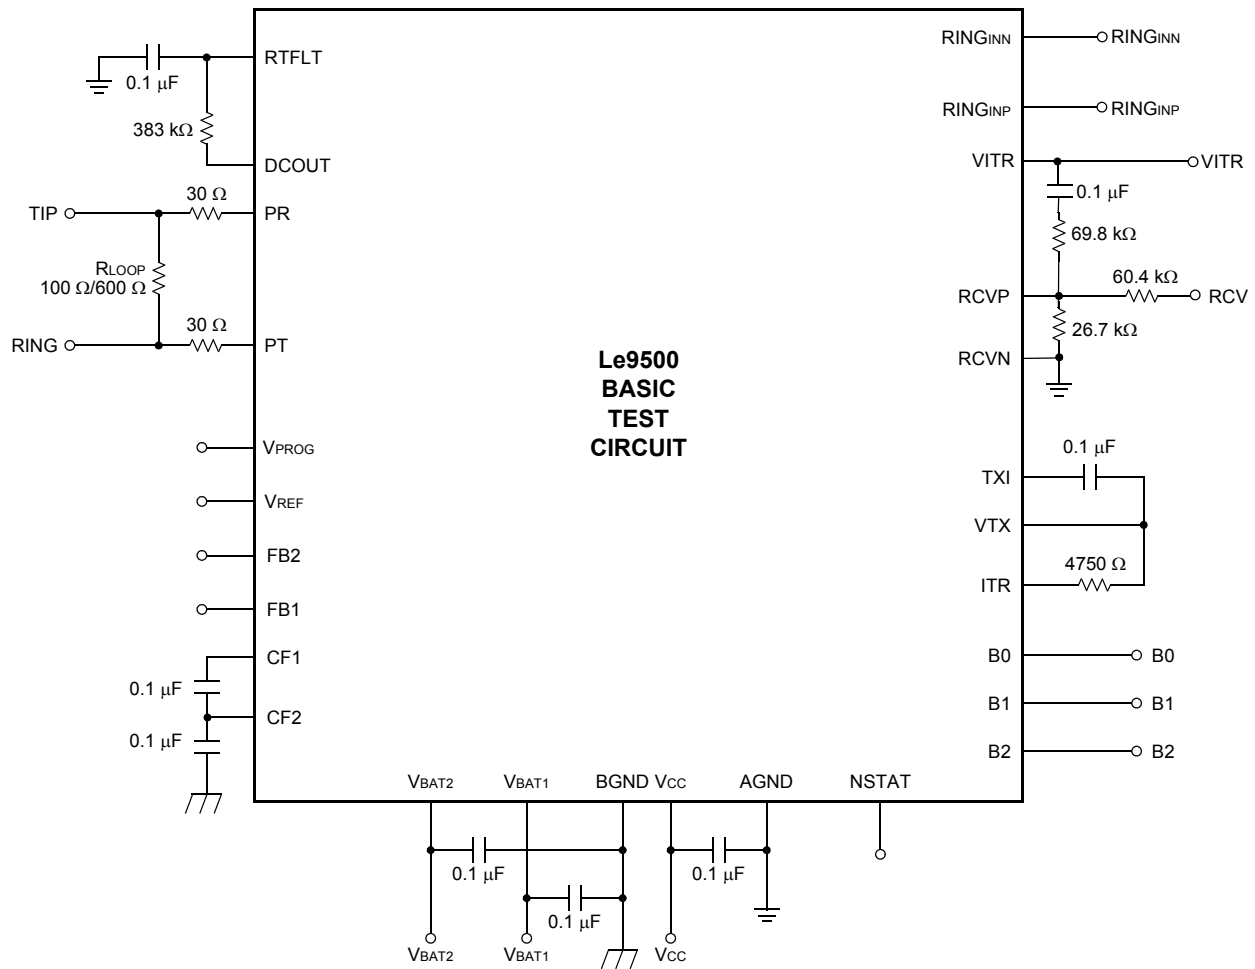 RTFLT
0.1 μF
383 kΩ
DCOUT
30 Ω
TIP
PR
RLOOP
100 Ω/600 Ω
30 Ω
RING
PT
VPROG
VREF
FB2
FB1
CF1
0.1 μF
CF2
0.1 μF
Le9500
BASIC
TEST
CIRCUIT
RINGINN
RINGINN
RINGINP
RINGINP
VITR
VITR
0.1 μF
69.8 kΩ
60.4 kΩ
RCVP
RCV
26.7 kΩ
RCVN
0.1 μF
TXI
VTX
4750 Ω
ITR
B0
B0
B1
B1
B2
B2
VBAT2
VBAT1
BGND
VCC
AGND
NSTAT
0.1 μF
0.1 μF
0.1 μF
VBAT2
VBAT1
VCC